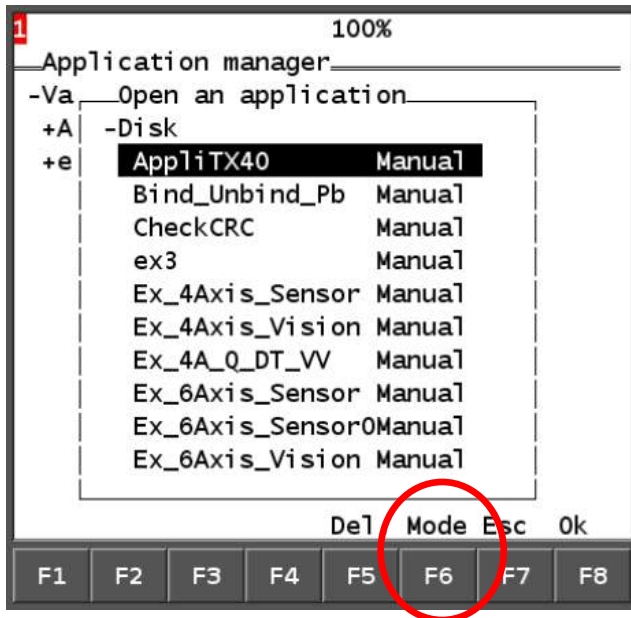 1 100%
Application manager
-Va Open an application
+A -Disk
+e AppliTX40 Manual
Bind_Unbind_Pb Manual
CheckCRC Manual
ex3 Manual
Ex_4Axis_Sensor Manual
Ex_4Axis_Vision Manual
Ex_4A_Q_DT_VV Manual
Ex_6Axis_Sensor Manual
Ex_6Axis_SensorOManual
Ex_6Axis_Vision Manual
Del Mode Esc Ok
F1 F2 F3 F4 F5 F6 F7 F8